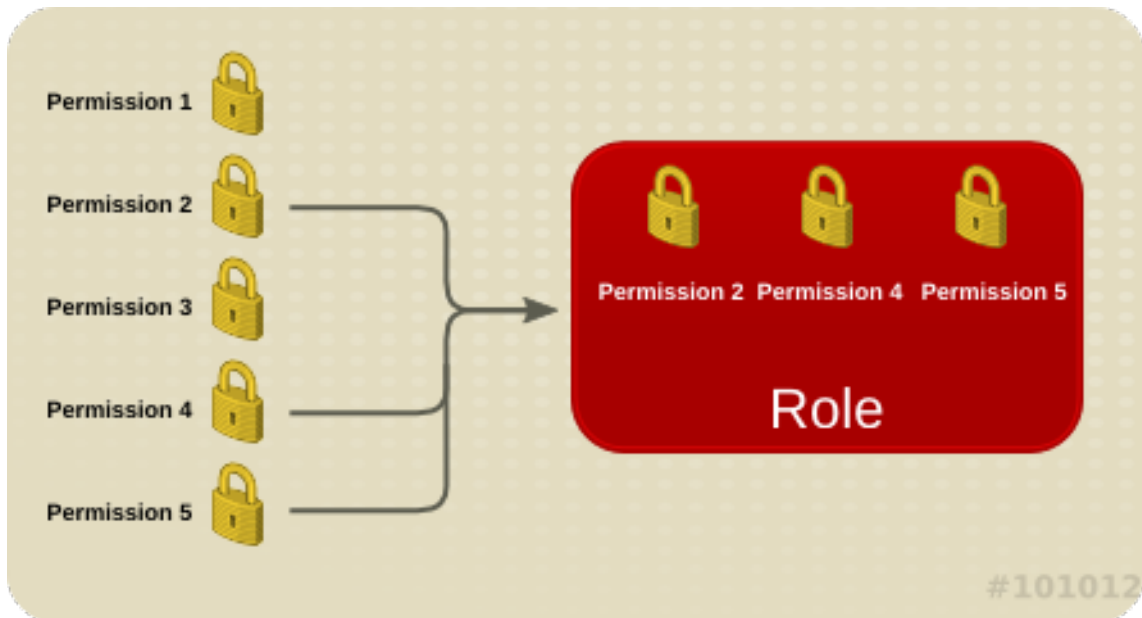 Permission 1
Permission 2
Permission 3
Permission 4
Permission 5
Permission 2 Permission 4 Permission 5
Role
#101012